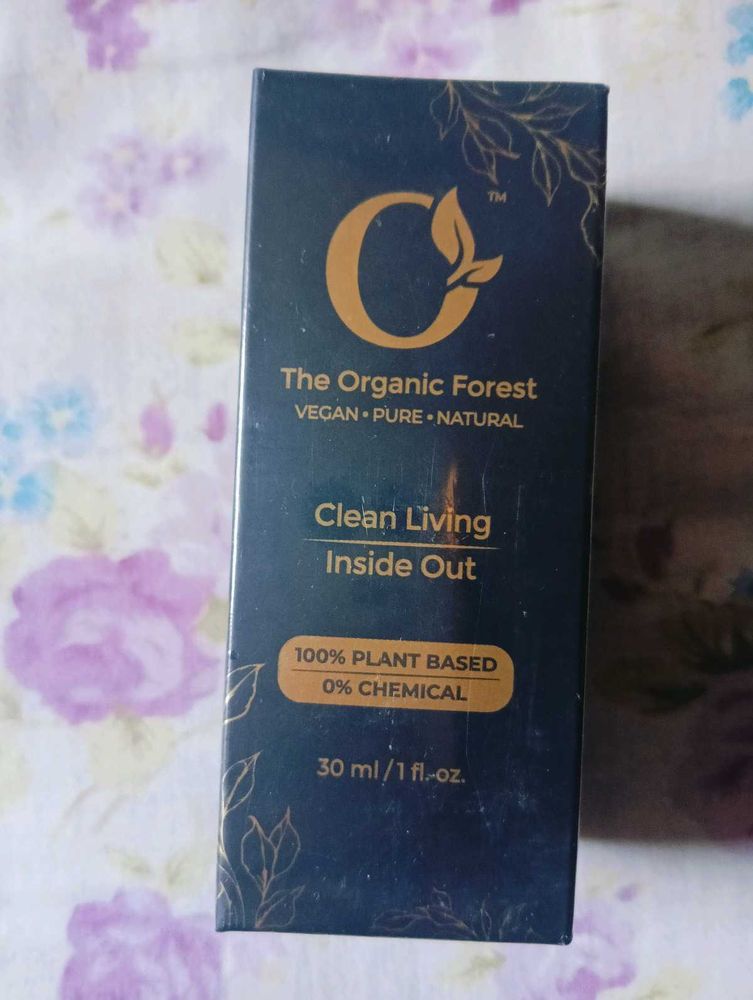 TM
The Organic Forest
VEGAN • PURE • NATURAL
Clean Living
Inside Out
100% PLANT BASED
0% CHEMICAL
30 ml / 1 fl. oz.